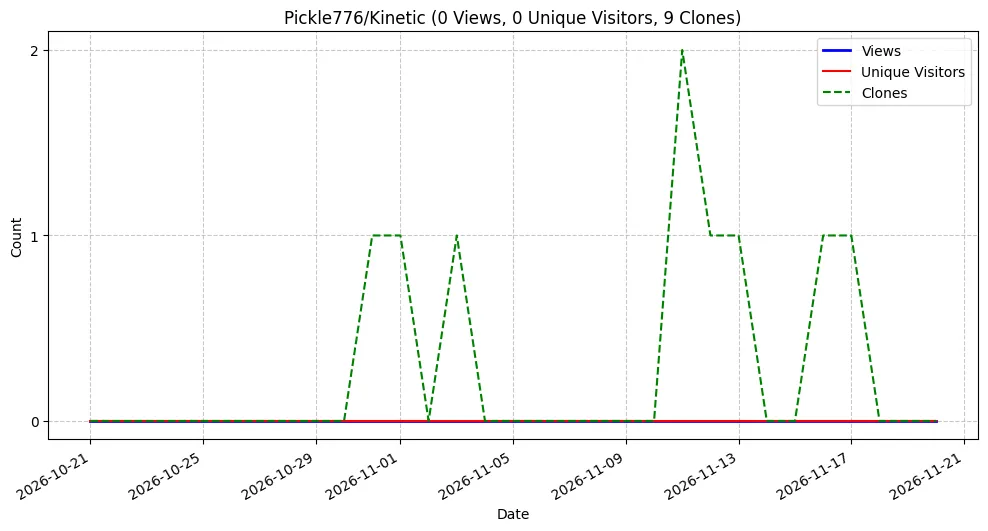 Pickle776/Kinetic (0 Views, 0 Unique Visitors, 9 Clones)
Views
Unique Visitors
Clones
2
1
0
Count
2026-10-21
2026-10-25
2026-10-29
2026-11-01
2026-11-05
2026-11-09
2026-11-13
2026-11-17
2026-11-21
Date